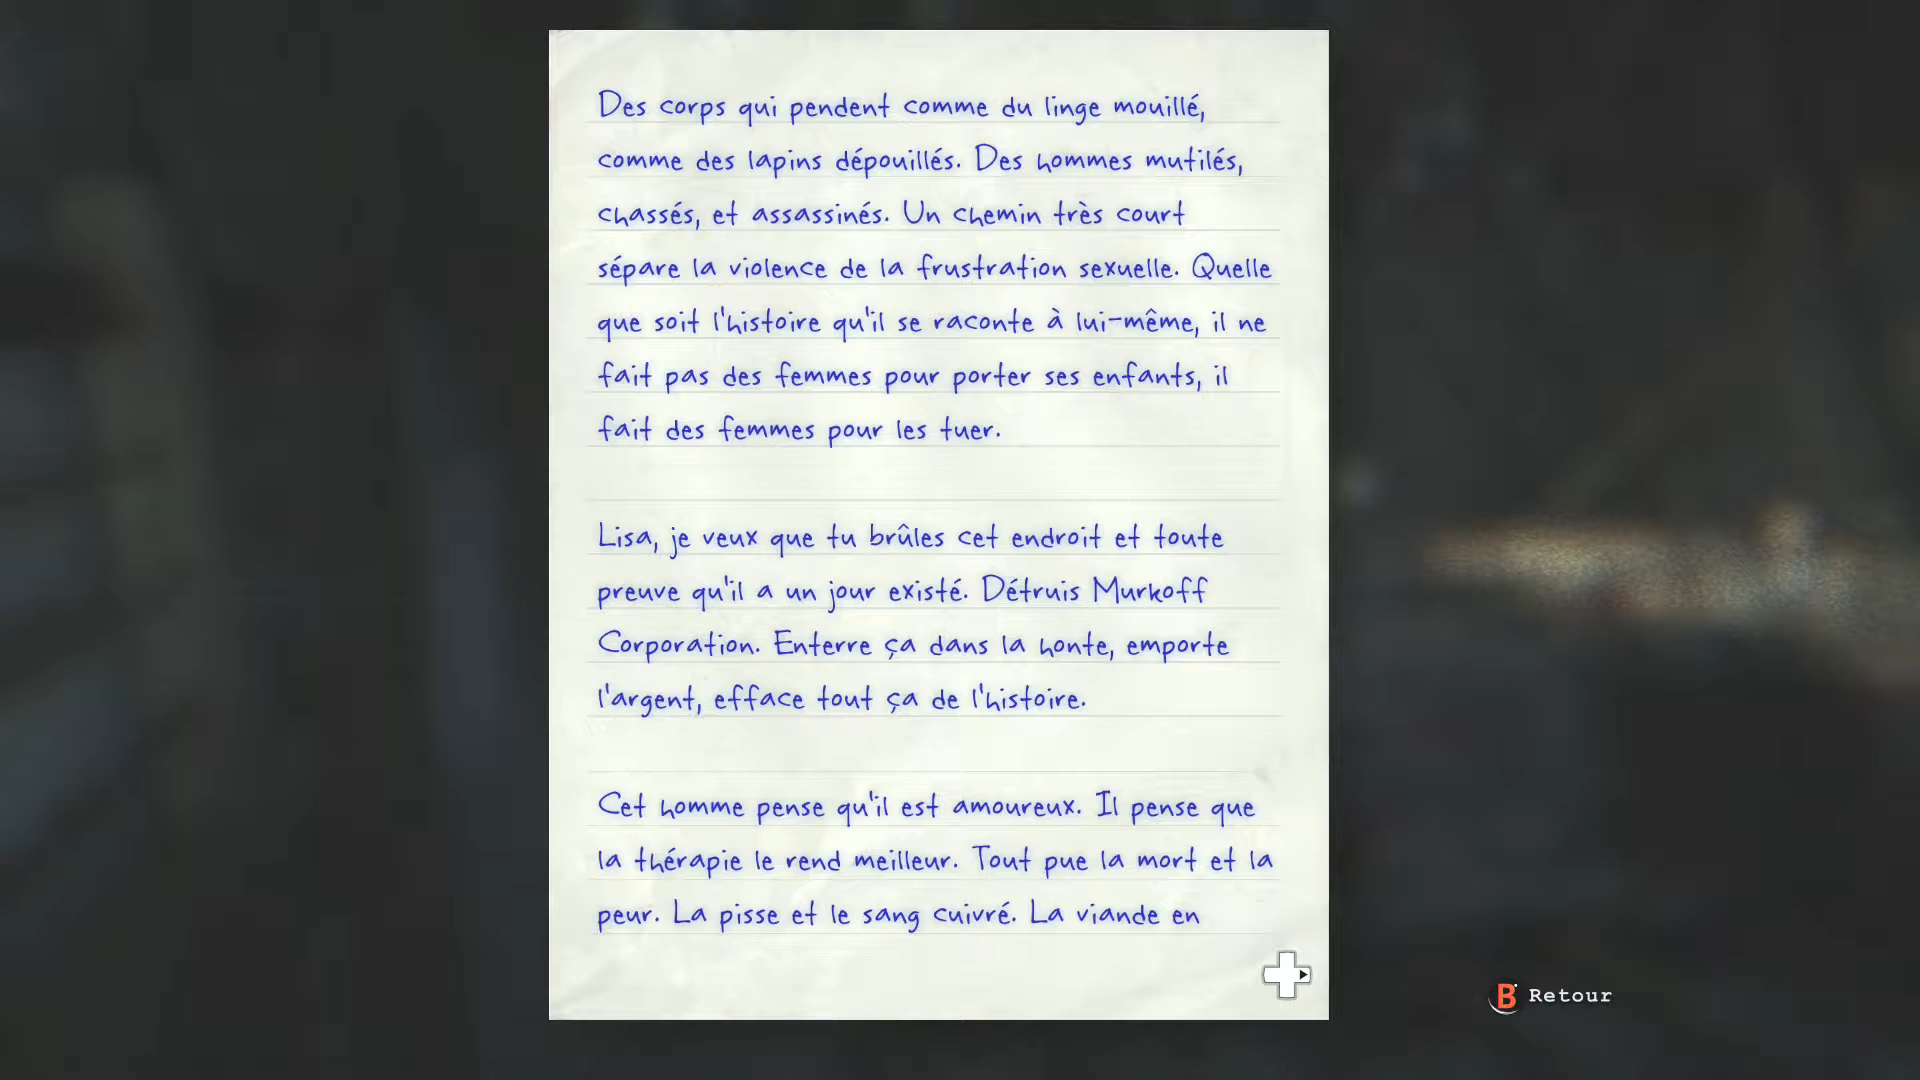 Des corps qui pendent comme du linge mouillé,
comme des lapins dépouillés. Des hommes mutilés,
chassés, et assassinés. Un chemin très court
sépare la violence de la frustration sexuelle. Quelle
que soit l'histoire qu'il se raconte à lui-même, il ne
fait pas des femmes pour porter ses enfants, il
fait des femmes pour les tuer.
Lisa, je veux que tu brûles cet endroit et toute
preuve qu'il a un jour existé. Détruis Murkoff
Corporation. Enterre ça dans la honte, emporte
l'argent, efface tout ça de l'histoire.
Cet homme pense qu'il est amoureux. Il pense que
la thérapie le rend meilleur. Tout pue la mort et la
peur. La pisse et le sang cuivré. La viande en
B Retour